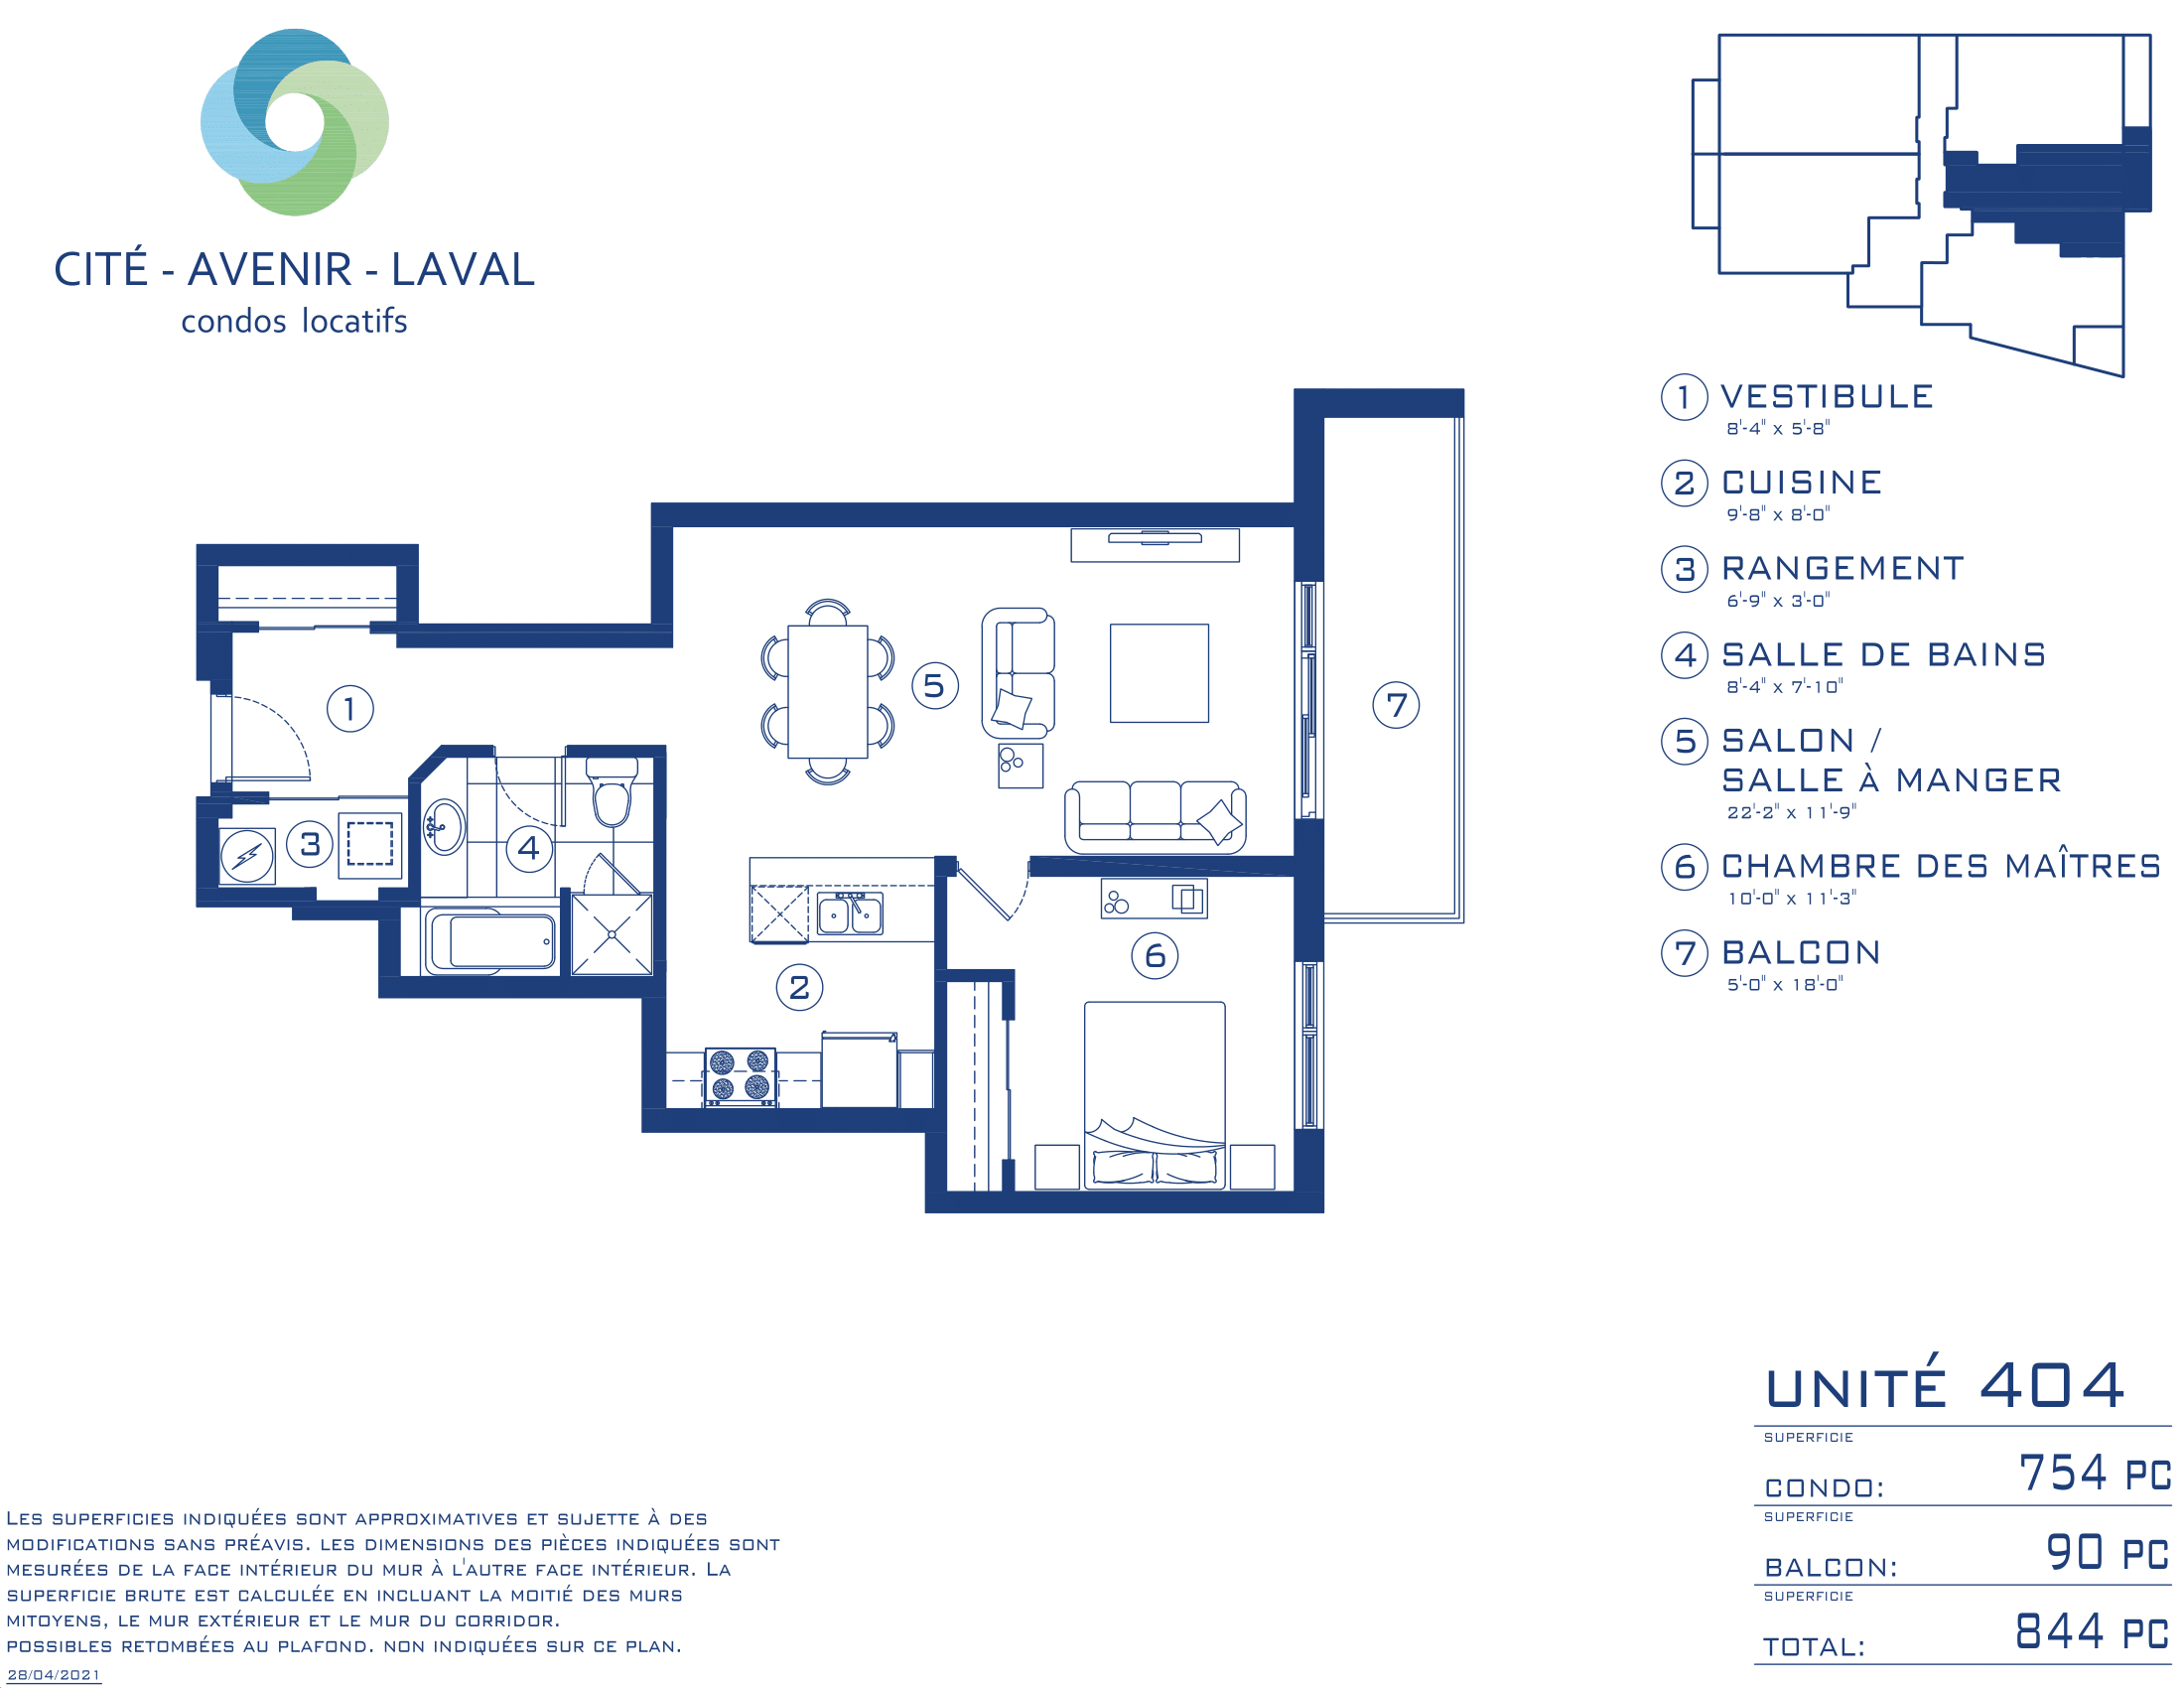 CITÉ - AVENIR - LAVAL
condos locatifs
1 VESTIBULE
8'-4" x 5'-8"
2 CUISINE
9'-8" x 8'-0"
3 RANGEMENT
6'-9" x 3'-0"
4 SALLE DE BAINS
8'-4" x 7'-10"
5 SALON /
SALLE À MANGER
22'-2" x 11'-9"
6 CHAMBRE DES MAÎTRES
10'-0" x 11'-3"
7 BALCON
5'-0" x 18'-0"
1
5
7
3
4
6
2
UNITÉ 404
SUPERFICIE
CONDO: 754 PC
SUPERFICIE
BALCON: 90 PC
SUPERFICIE
TOTAL: 844 PC
LES SUPERFICIES INDIQUÉES SONT APPROXIMATIVES ET SUJETTE À DES
MODIFICATIONS SANS PRÉAVIS. LES DIMENSIONS DES PIÈCES INDIQUÉES SONT
MESURÉES DE LA FACE INTÉRIEUR DU MUR À L'AUTRE FACE INTÉRIEUR. LA
SUPERFICIE BRUTE EST CALCULÉE EN INCLUANT LA MOITIÉ DES MURS
MITOYENS, LE MUR EXTÉRIEUR ET LE MUR DU CORRIDOR.
POSSIBLES RETOMBÉES AU PLAFOND. NON INDIQUÉES SUR CE PLAN.
28/04/2021